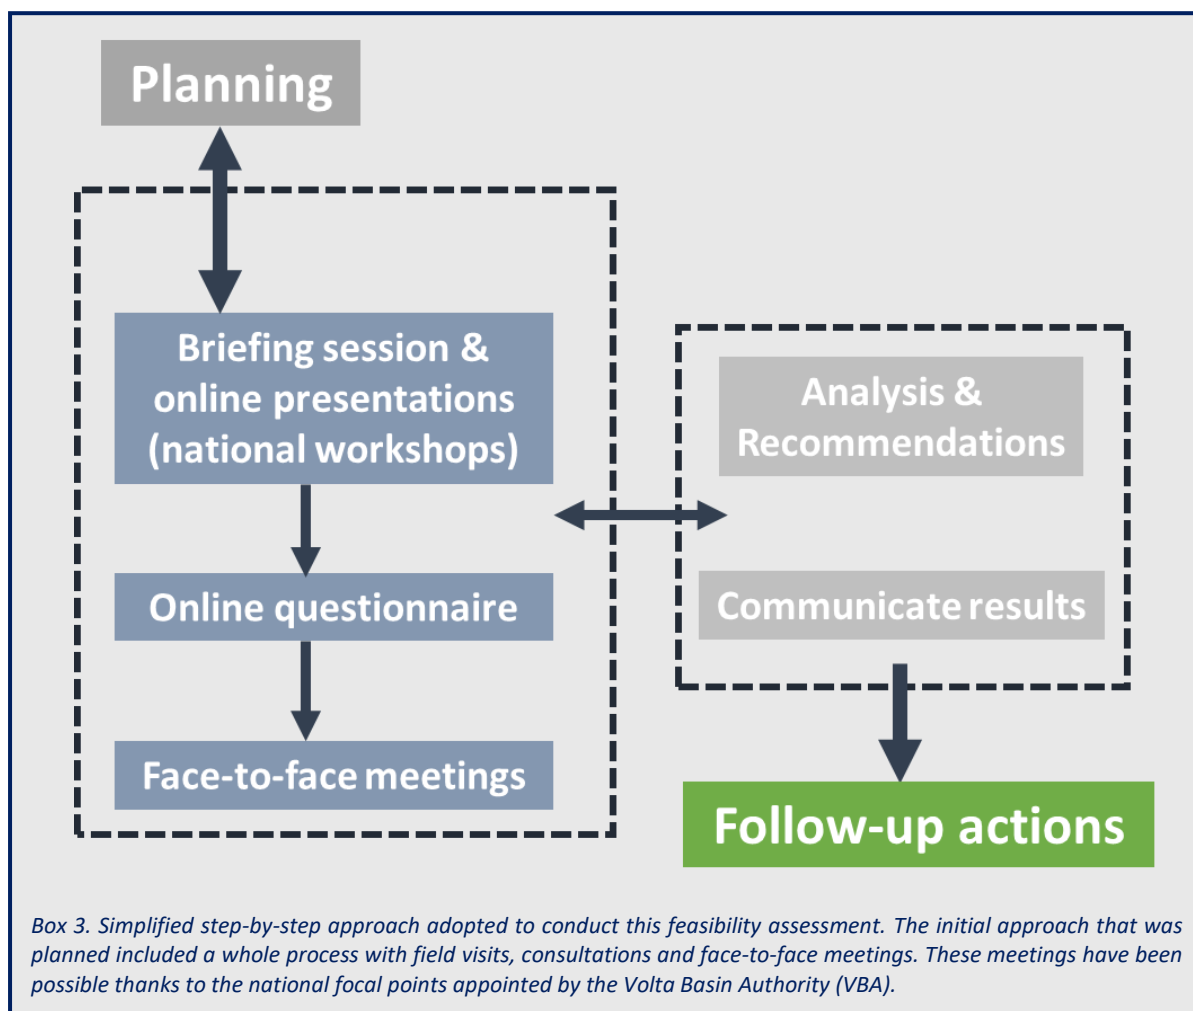 Planning
Briefing session &
online presentations
(national workshops)
Online questionnaire
Face-to-face meetings
Analysis &
Recommendations
Communicate results
Follow-up actions
Box 3. Simplified step-by-step approach adopted to conduct this feasibility assessment. The initial approach that was
planned included a whole process with field visits, consultations and face-to-face meetings. These meetings have been
possible thanks to the national focal points appointed by the Volta Basin Authority (VBA).